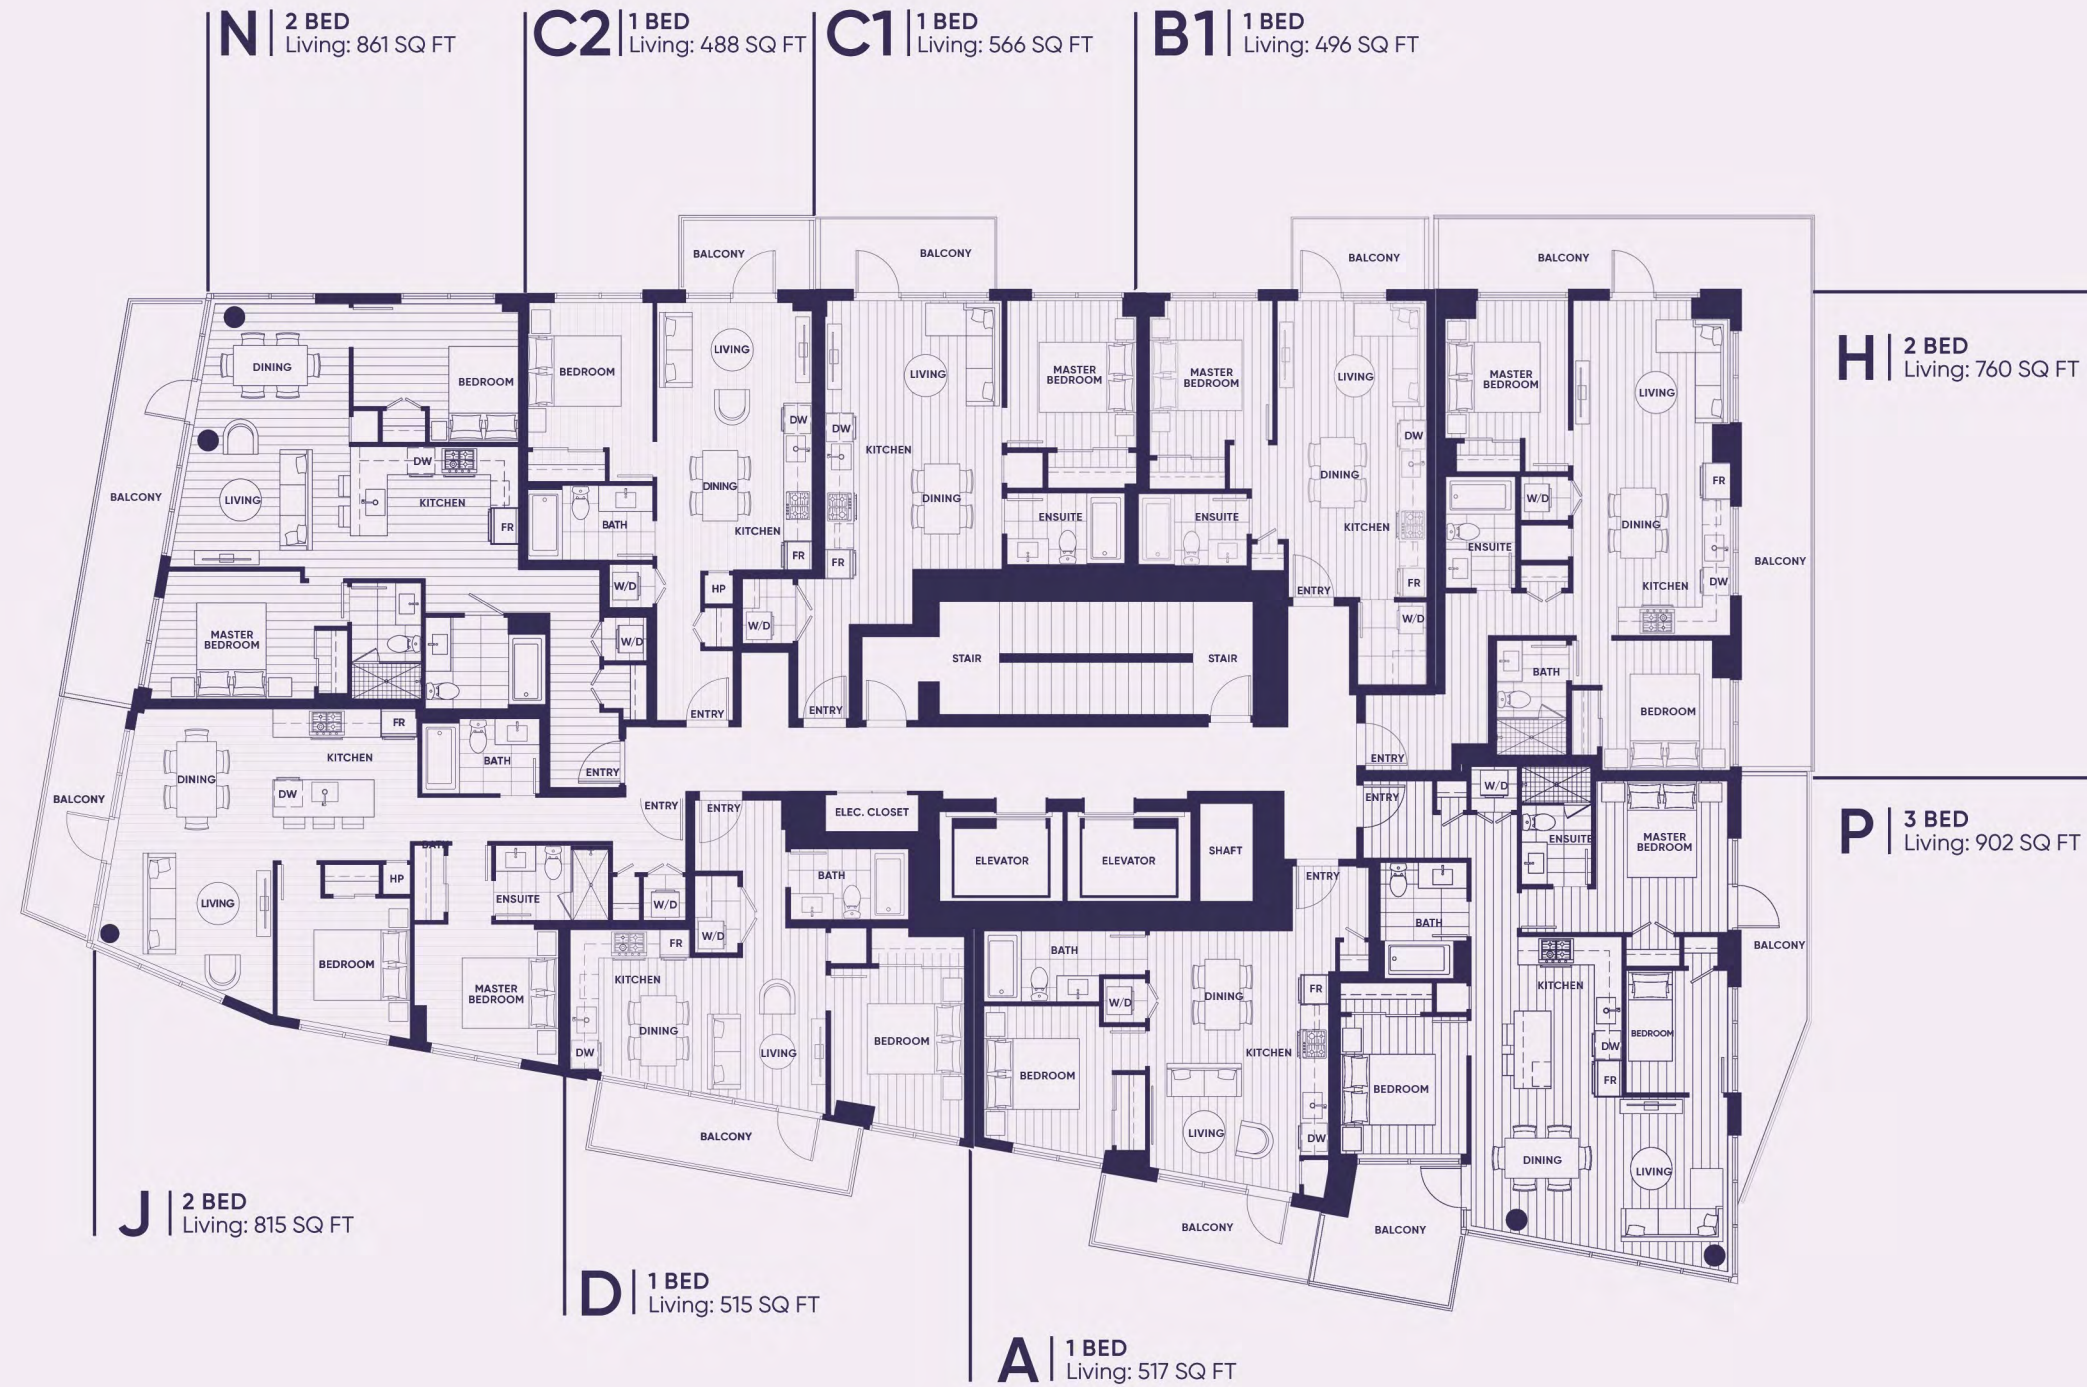 N
2 BED
Living: 861 SQ FT
C2
1 BED
Living: 488 SQ FT
C1
1 BED
Living: 566 SQ FT
B1
1 BED
Living: 496 SQ FT
BALCONY
BALCONY
BALCONY
BALCONY
H
2 BED
Living: 760 SQ FT
DINING
BEDROOM
BEDROOM
LIVING
LIVING
MASTER
BEDROOM
MASTER
BEDROOM
LIVING
MASTER
BEDROOM
LIVING
BALCONY
LIVING
DW
KITCHEN
FR
DINING
DW
KITCHEN
FR
BATH
DW
KITCHEN
DINING
FR
ENSUITE
ENSUITE
DW
DINING
KITCHEN
FR
ENTRY
W/D
W/D
ENSUITE
FR
DINING
KITCHEN
DW
BALCONY
MASTER
BEDROOM
W/D
W/D
HP
W/D
STAIR
STAIR
ENTRY
ENTRY
ENTRY
BATH
BEDROOM
ENTRY
FR
KITCHEN
DINING
DW
BATH
BALCONY
ENTRY
ENTRY
ELEC. CLOSET
ELEVATOR
ELEVATOR
SHAFT
ENTRY
W/D
ENSUITE
MASTER
BEDROOM
P
3 BED
Living: 902 SQ FT
BATH
HP
LIVING
BEDROOM
ENSUITE
W/D
MASTER
BEDROOM
BATH
W/D
FR
KITCHEN
DINING
DW
LIVING
BEDROOM
BALCONY
BATH
W/D
BEDROOM
DINING
FR
KITCHEN
LIVING
DW
BALCONY
ENTRY
BATH
BEDROOM
BALCONY
KITCHEN
BEDROOM
DW
FR
DINING
LIVING
BALCONY
J
2 BED
Living: 815 SQ FT
D
1 BED
Living: 515 SQ FT
A
1 BED
Living: 517 SQ FT